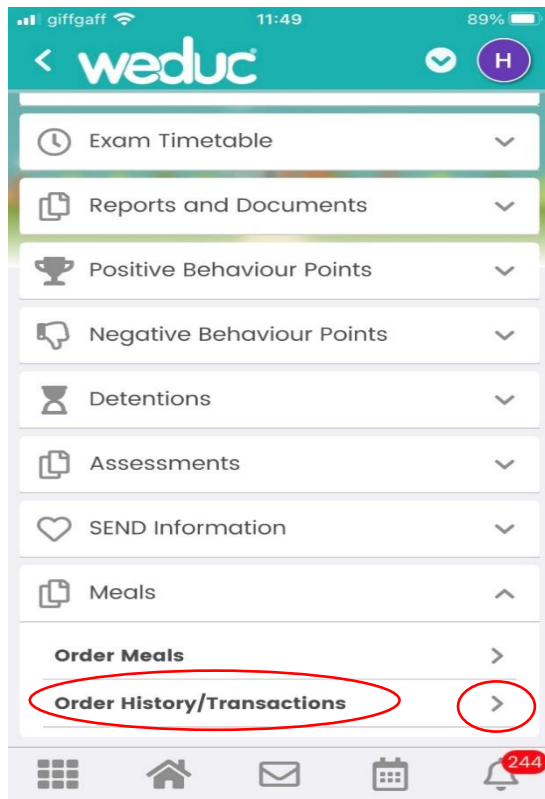 giffgaff 11:49 89%
weduc H
Exam Timetable
Reports and Documents
Positive Behaviour Points
Negative Behaviour Points
Detentions
Assessments
SEND Information
Meals
Order Meals
Order History/Transactions
244